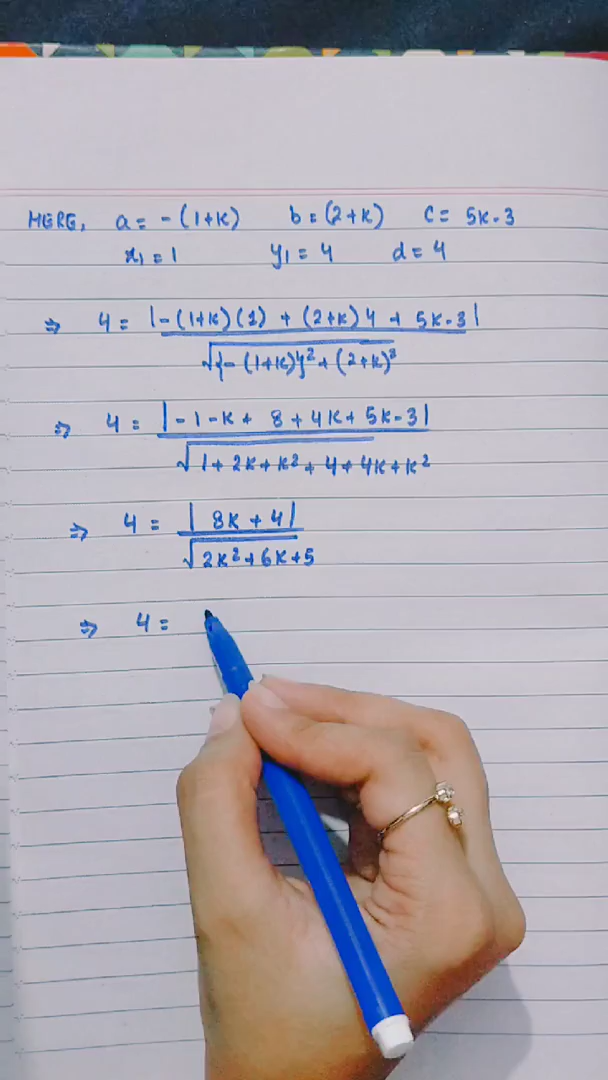 HERE, a = -(1+K) b = (2+K) C = 5K-3
x₁ = 1 y₁ = 4 d = 4
⇒ 4 = |-(1+K)(1) + (2+K)4 + 5K-3| / √{-(1+K)}² + (2+K)²
⇒ 4 = |-1-K + 8 + 4K + 5K-3| / √1 + 2K + K² + 4 + 4K + K²
⇒ 4 = |8K + 4| / √2K² + 6K + 5
⇒ 4 =